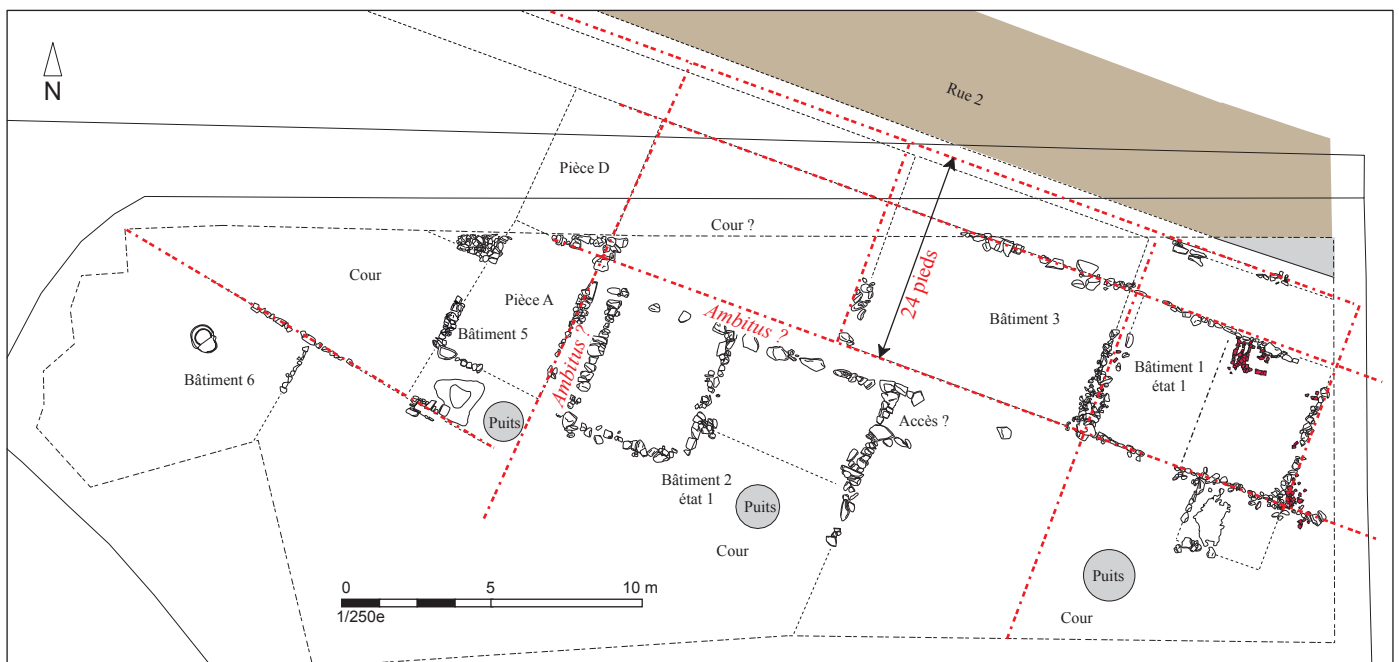 N
Rue 2
Pièce D
Cour ?
Cour
Pièce A
24 pieds
Bâtiment 5
Ambitus ?
Bâtiment 3
Ambitus ?
Bâtiment 6
Bâtiment 1
état 1
Puits
Accès ?
Bâtiment 2
état 1
Puits
Cour
Puits
Cour
0 5 10 m
1/250e